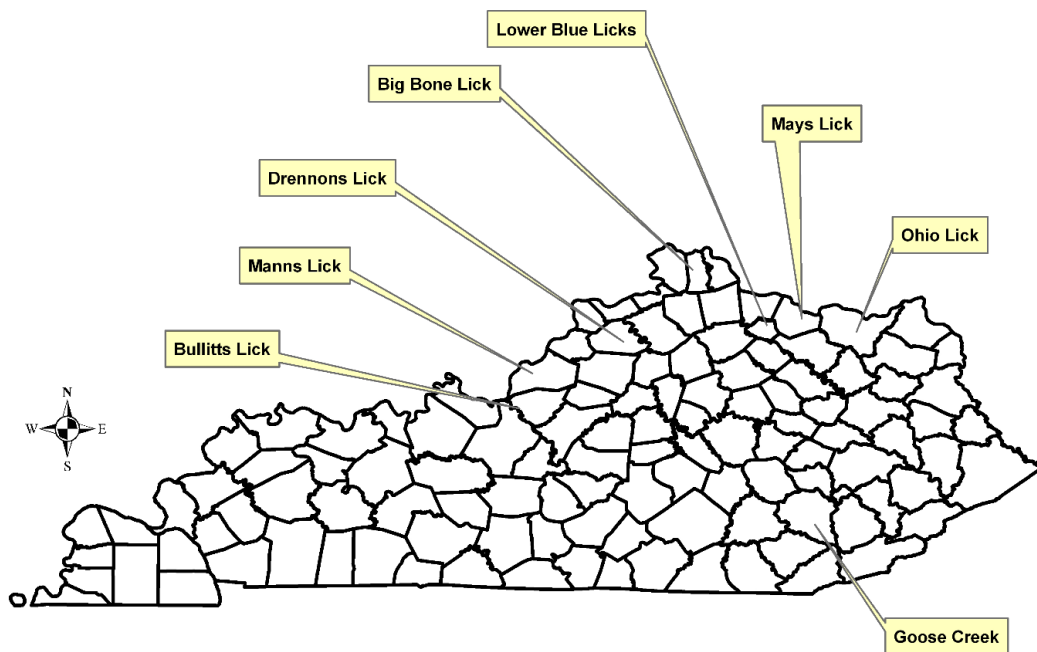 Lower Blue Licks
Big Bone Lick
Mays Lick
Drennons Lick
Ohio Lick
Manns Lick
Bullitts Lick
N
W
E
S
Goose Creek